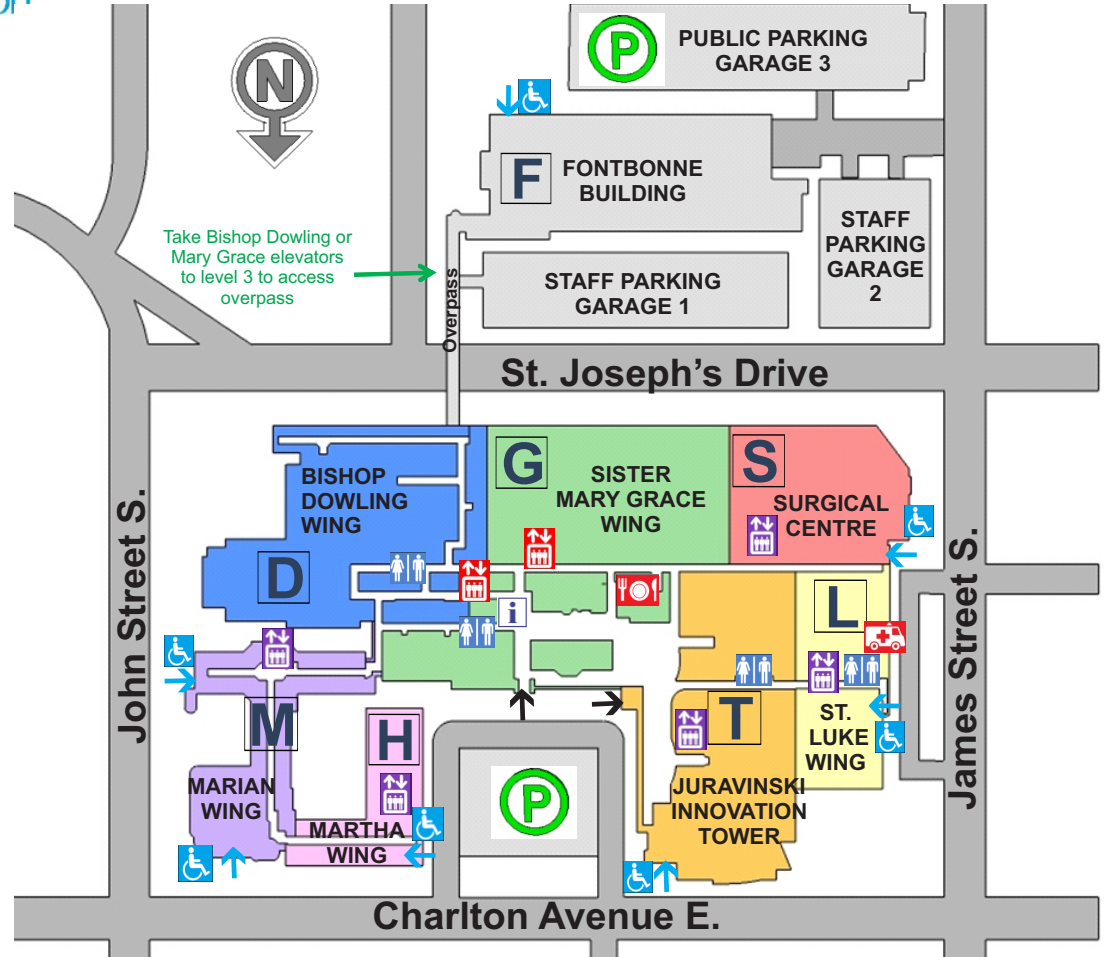 N
P
PUBLIC PARKING
GARAGE 3
F
FONTBONNE
BUILDING
STAFF
PARKING
GARAGE
2
Take Bishop Dowling or
Mary Grace elevators
to level 3 to access
overpass
Overpass
STAFF PARKING
GARAGE 1
St. Joseph's Drive
John Street S.
James Street S.
BISHOP
DOWLING
WING
D
G
SISTER
MARY GRACE
WING
S
SURGICAL
CENTRE
i
L
ST.
LUKE
WING
M
MARIAN
WING
H
MARTHA
WING
P
T
JURAVINSKI
INNOVATION
TOWER
Charlton Avenue E.